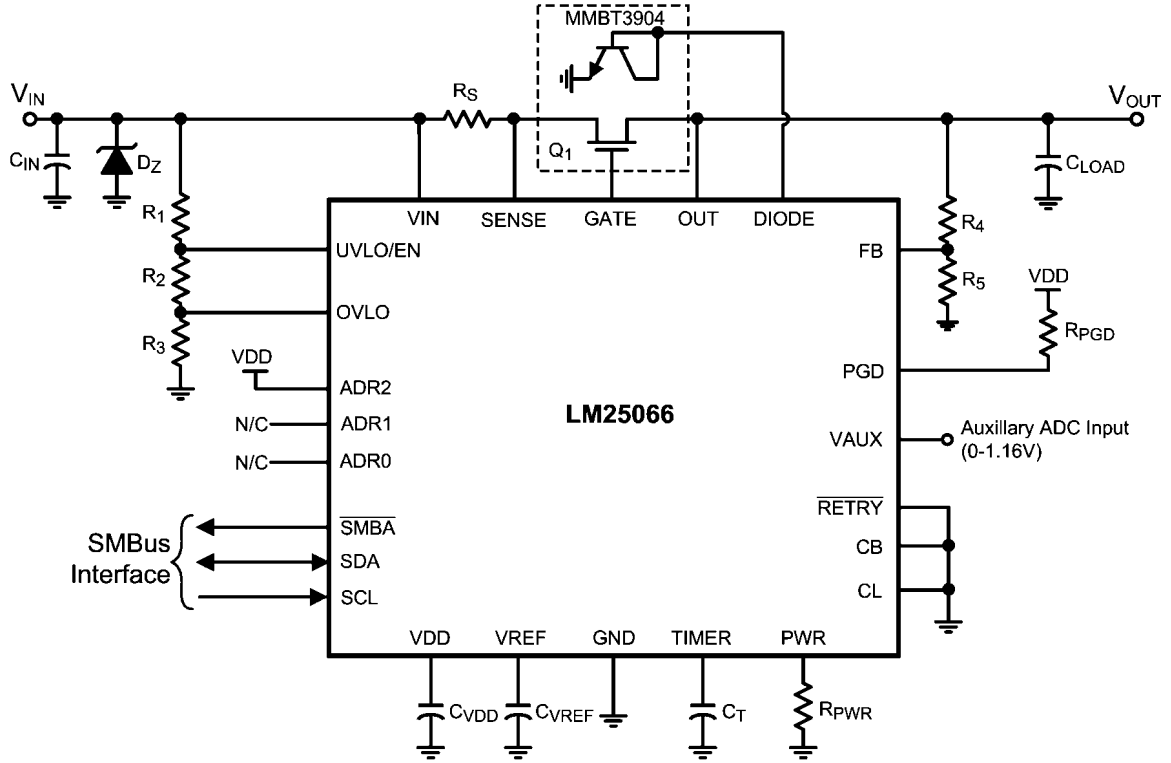 MMBT3904
V_IN
R_S
V_OUT
C_IN
D_Z
Q_1
C_LOAD
VIN
SENSE
GATE
OUT
DIODE
R_1
UVLO/EN
FB
R_4
R_2
R_5
VDD
OVLO
R_3
R_PGD
VDD
ADR2
PGD
N/C
ADR1
LM25066
VAUX
Auxillary ADC Input
(0-1.16V)
N/C
ADR0
RETRY
SMBus
Interface
SMBA
CB
SDA
CL
SCL
VDD
VREF
GND
TIMER
PWR
C_VDD
C_VREF
C_T
R_PWR